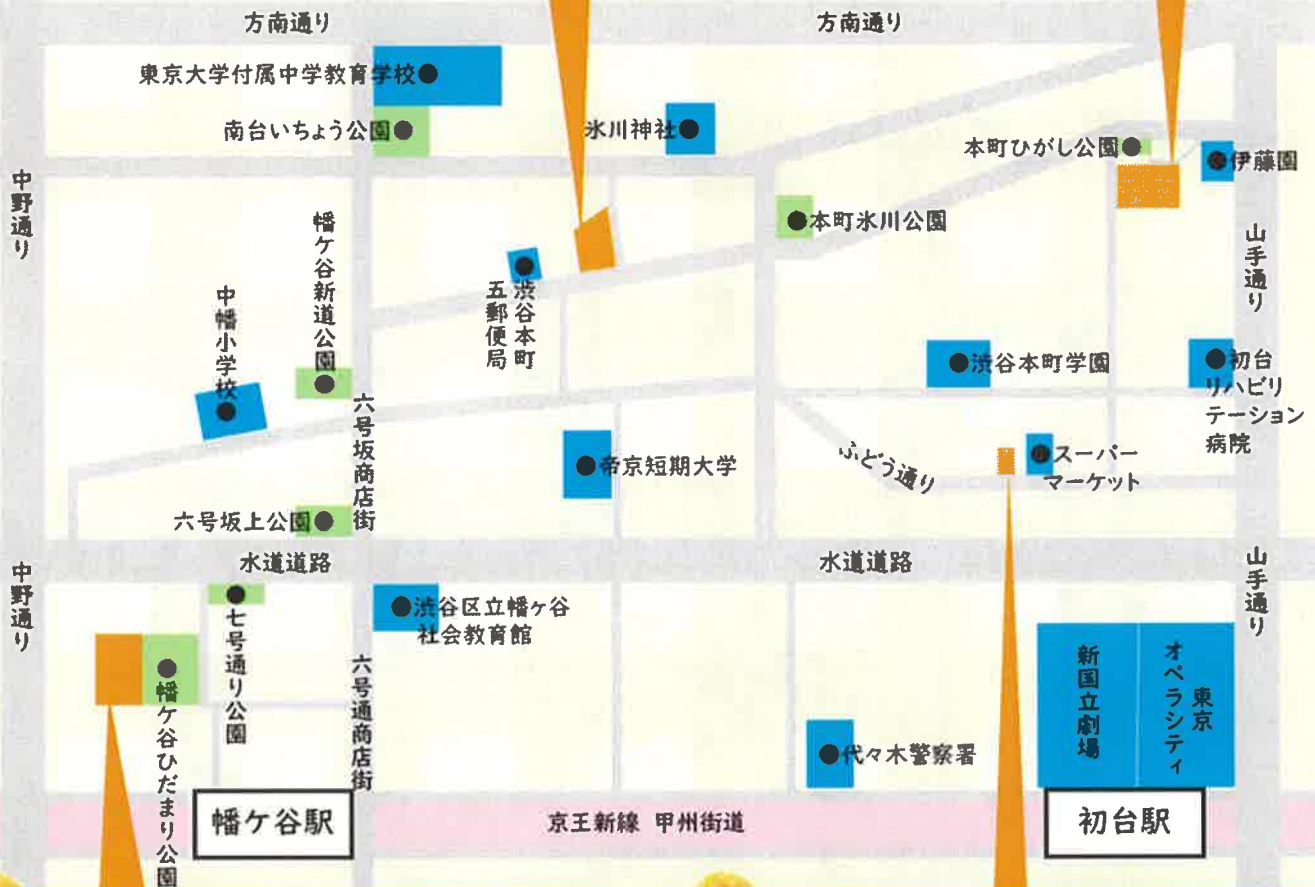 方南通り
方南通り
東京大学付属中学教育学校
南台いちょう公園
氷川神社
本町ひがし公園
伊藤園
中野通り
幡ケ谷新道公園
本町氷川公園
山手通り
渋谷本町
五郵便局
中幡小学校
渋谷本町学園
初台
リハビリ
テーション
病院
六号坂商店街
帝京短期大学
ふどう通り
スーパー
マーケット
六号坂上公園
水道道路
水道道路
中野通り
山手通り
七号通り公園
渋谷区立幡ヶ谷
社会教育館
幡ケ谷ひだまり公園
六号通商店街
新国立劇場
東京
オペラシティ
代々木警察署
幡ケ谷駅
京王新線 甲州街道
初台駅